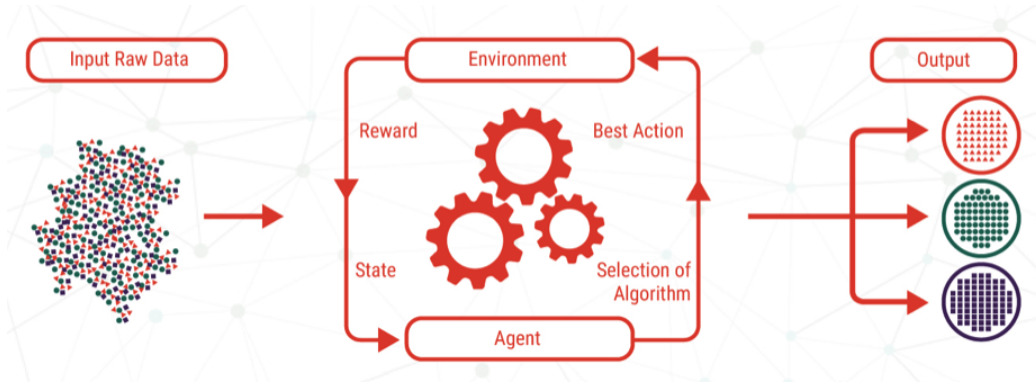 Input Raw Data
Environment
Output
Reward
Best Action
State
Selection of
Algorithm
Agent